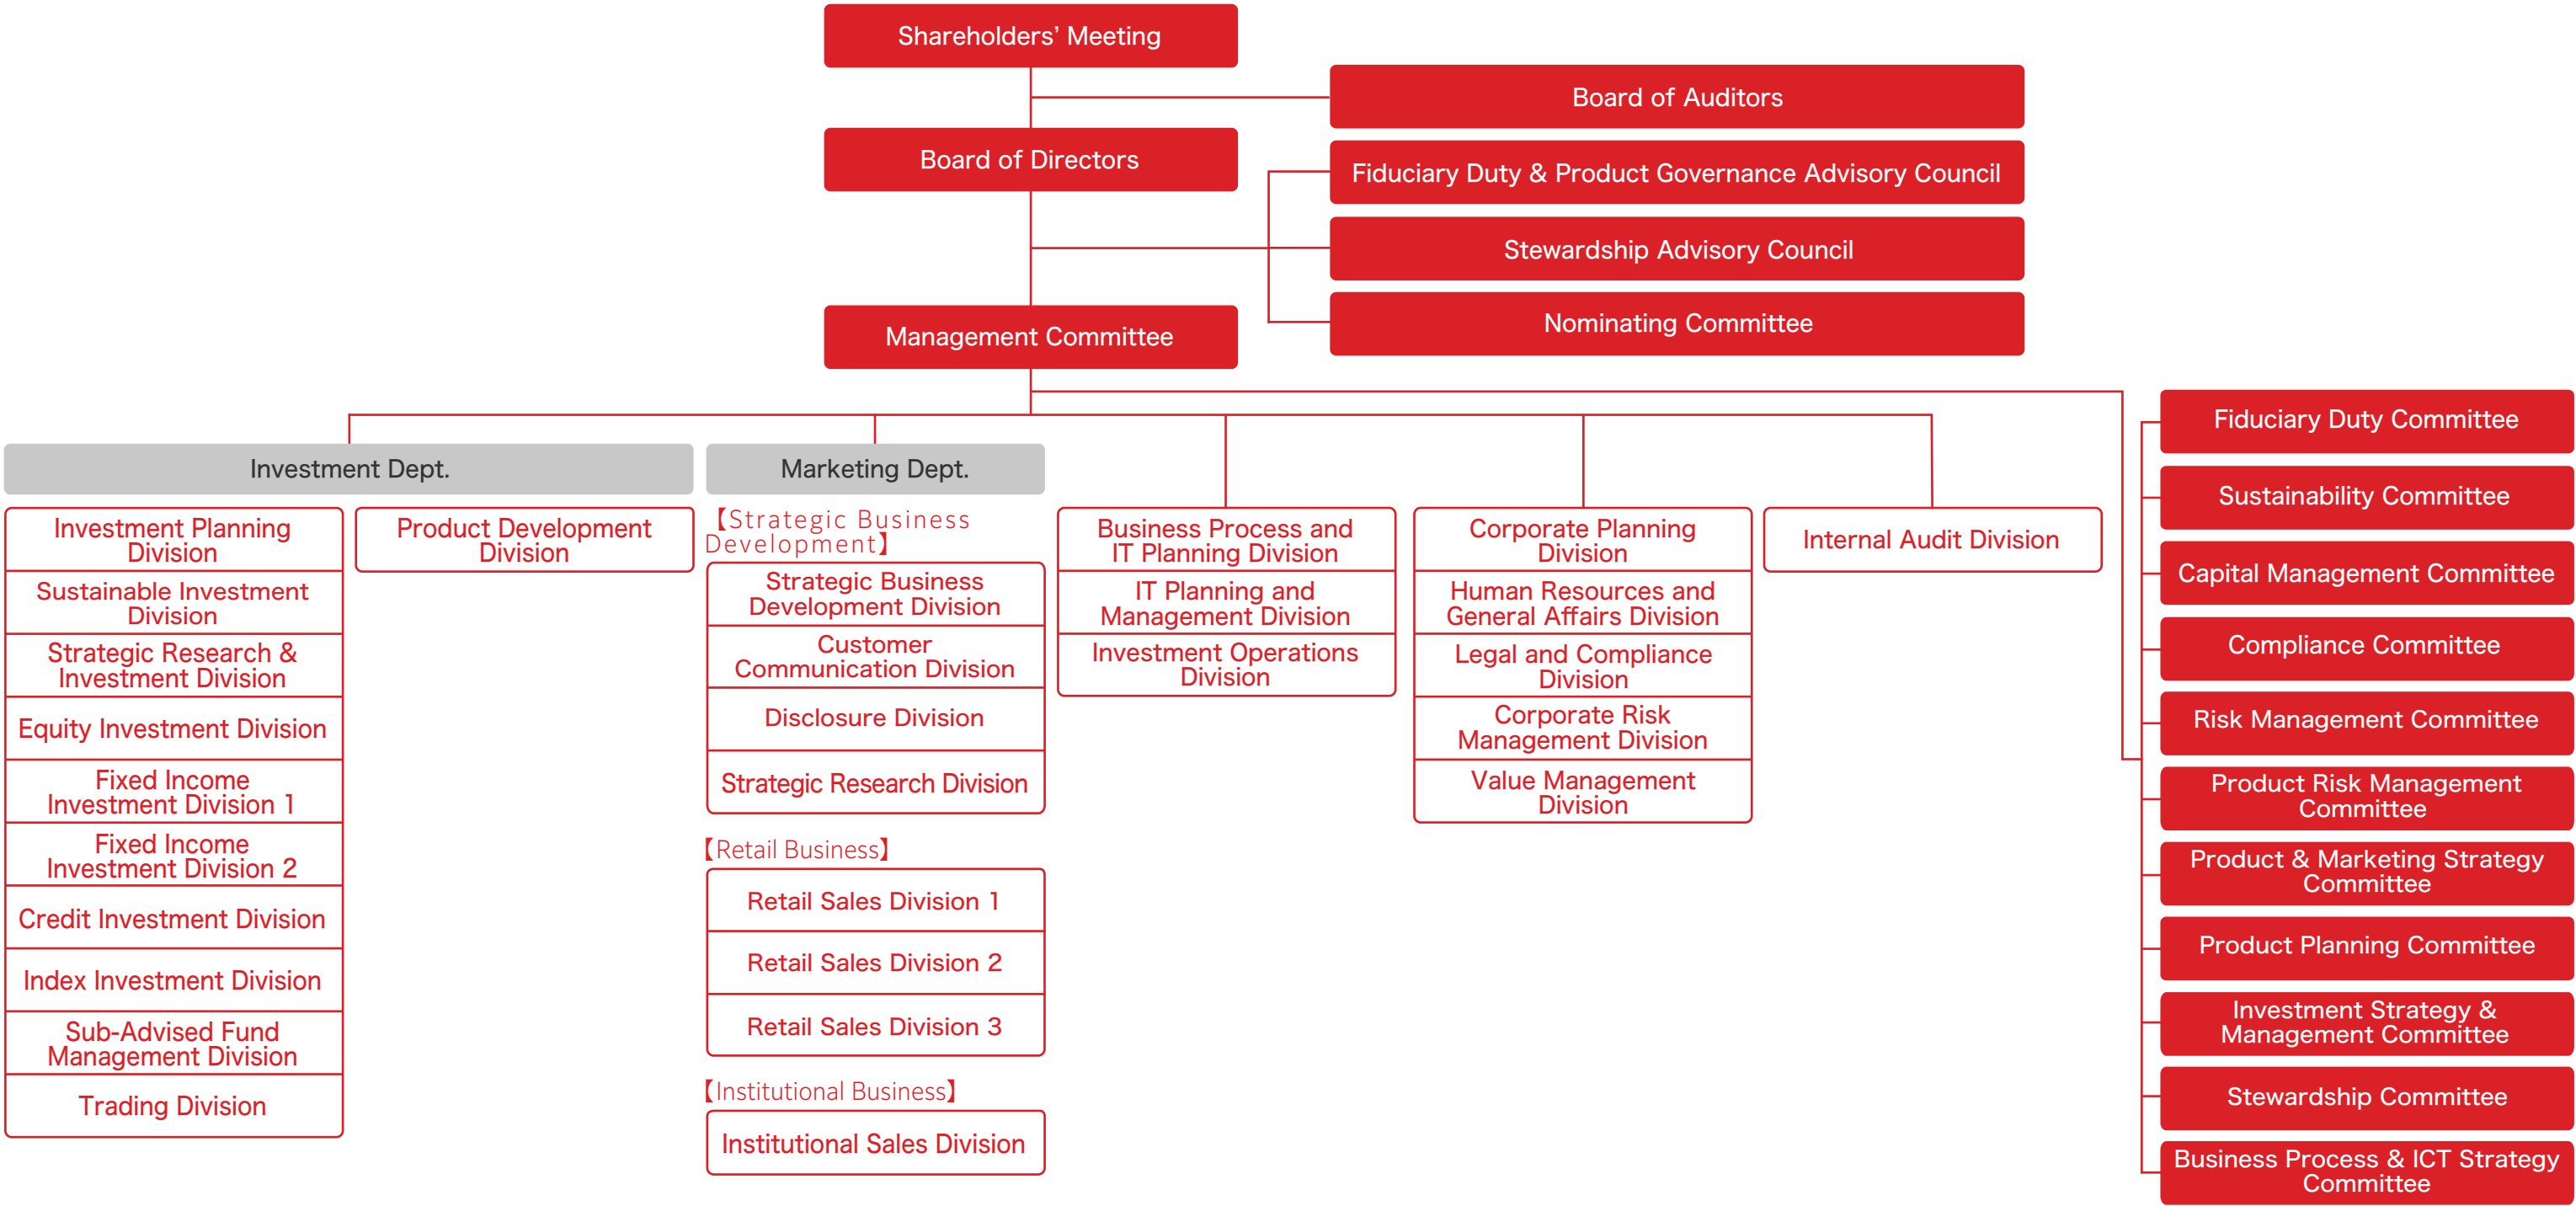 Shareholders’ Meeting
Board of Auditors
Board of Directors
Fiduciary Duty & Product Governance Advisory Council
Stewardship Advisory Council
Nominating Committee
Management Committee
Investment Dept.
Investment Planning
Division
Sustainable Investment
Division
Strategic Research &
Investment Division
Equity Investment Division
Fixed Income
Investment Division 1
Fixed Income
Investment Division 2
Credit Investment Division
Index Investment Division
Sub-Advised Fund
Management Division
Trading Division
Product Development
Division
Marketing Dept.
【Strategic Business
Development】
Strategic Business
Development Division
Customer
Communication Division
Disclosure Division
Strategic Research Division
【Retail Business】
Retail Sales Division 1
Retail Sales Division 2
Retail Sales Division 3
【Institutional Business】
Institutional Sales Division
Business Process and
IT Planning Division
IT Planning and
Management Division
Investment Operations
Division
Corporate Planning
Division
Human Resources and
General Affairs Division
Legal and Compliance
Division
Corporate Risk
Management Division
Value Management
Division
Internal Audit Division
Fiduciary Duty Committee
Sustainability Committee
Capital Management Committee
Compliance Committee
Risk Management Committee
Product Risk Management
Committee
Product & Marketing Strategy
Committee
Product Planning Committee
Investment Strategy &
Management Committee
Stewardship Committee
Business Process & ICT Strategy
Committee